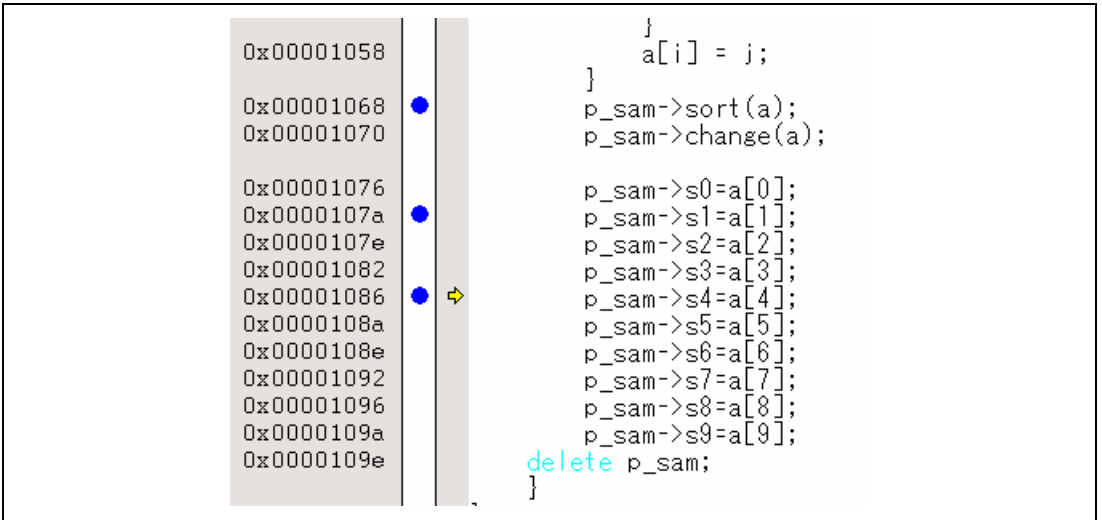 }
0x00001058 a[i] = j;
}
0x00001068 p_sam->sort(a);
0x00001070 p_sam->change(a);
0x00001076 p_sam->s0=a[0];
0x0000107a p_sam->s1=a[1];
0x0000107e p_sam->s2=a[2];
0x00001082 p_sam->s3=a[3];
0x00001086 p_sam->s4=a[4];
0x0000108a p_sam->s5=a[5];
0x0000108e p_sam->s6=a[6];
0x00001092 p_sam->s7=a[7];
0x00001096 p_sam->s8=a[8];
0x0000109a p_sam->s9=a[9];
0x0000109e delete p_sam;
}